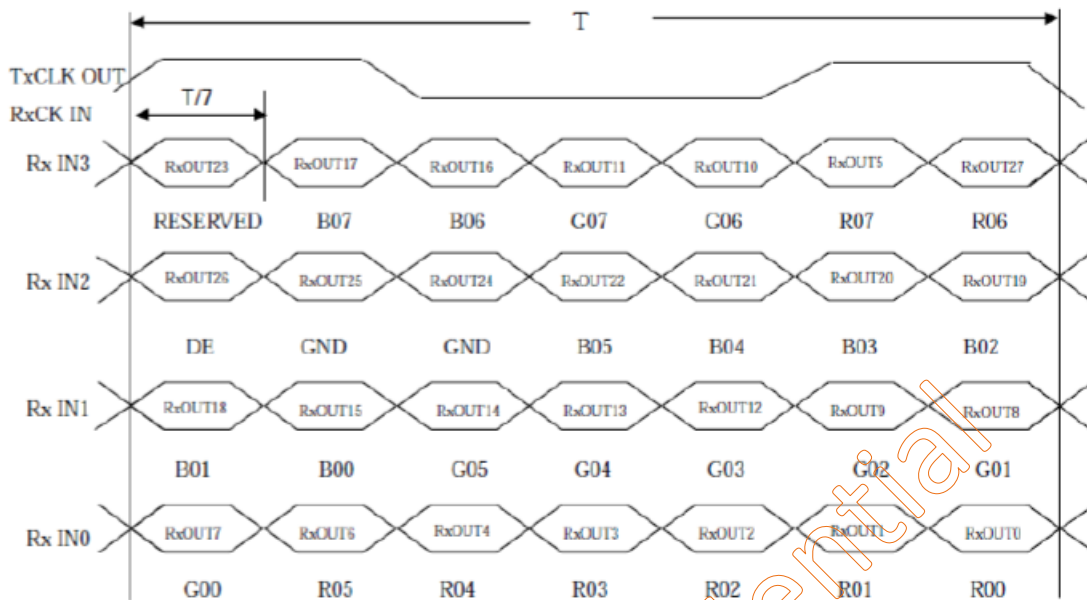 T
TxCLK OUT
T/7
RxCK IN
Rx IN3 RxOUT23 RxOUT17 RxOUT16 RxOUT11 RxOUT10 RxOUT5 RxOUT27
RESERVED B07 B06 G07 G06 R07 R06
Rx IN2 RxOUT26 RxOUT25 RxOUT24 RxOUT22 RxOUT21 RxOUT20 RxOUT19
DE GND GND B05 B04 B03 B02
Rx IN1 RxOUT18 RxOUT15 RxOUT14 RxOUT13 RxOUT12 RxOUT9 RxOUT8
B01 B00 G05 G04 G03 G02 G01
Rx IN0 RxOUT7 RxOUT6 RxOUT4 RxOUT3 RxOUT2 RxOUT1 RxOUT0
G00 R05 R04 R03 R02 R01 R00
ential